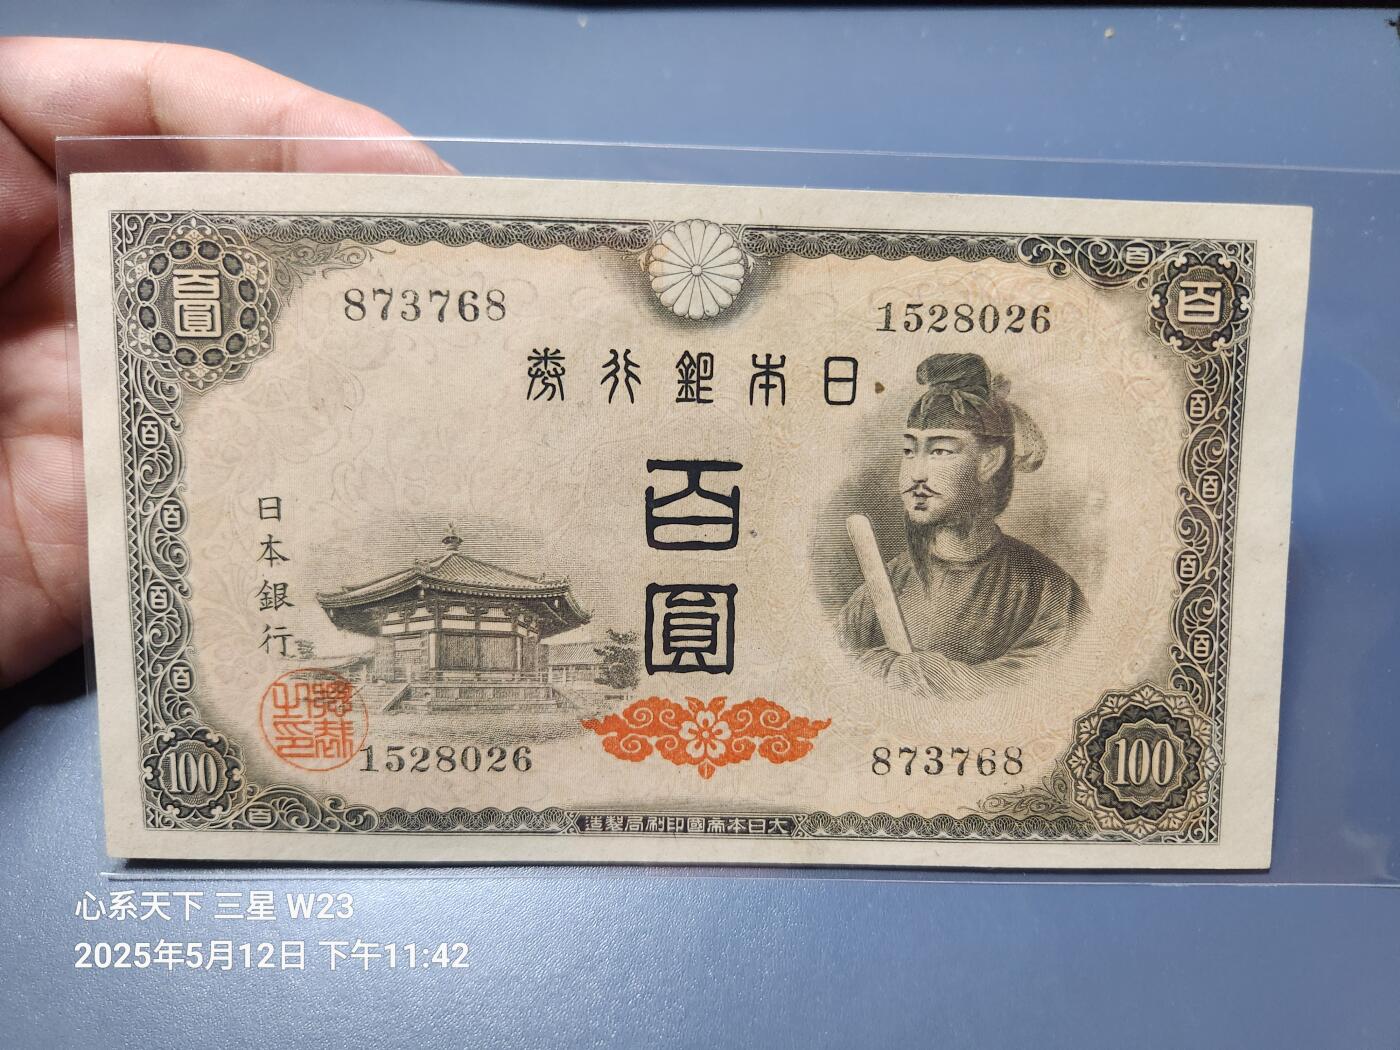 百圓
873768
1528026
百
券行銀本日
百圓
日本銀行
1528026
873768
100
100
造製局刷印國帝本日大
心系天下 三星 W23
2025年5月12日 下午11:42